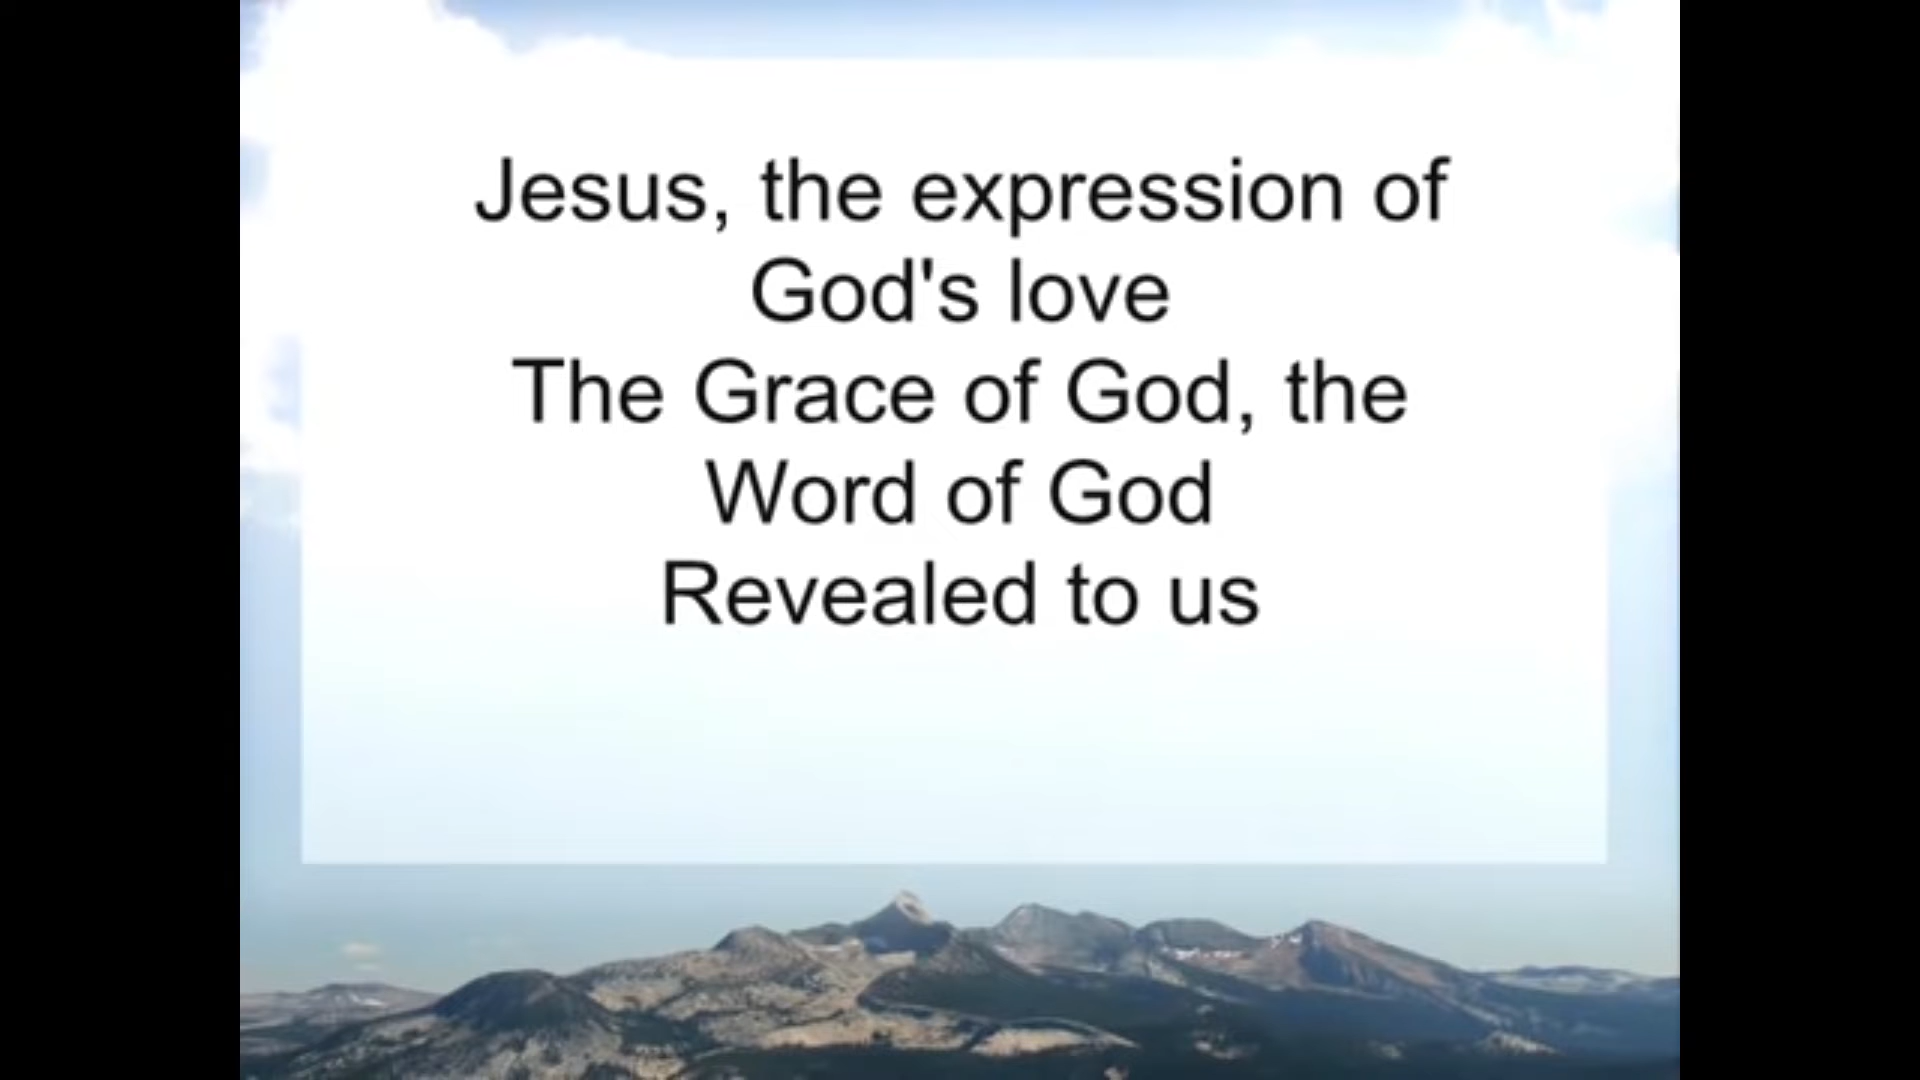 Jesus, the expression of
God's love
The Grace of God, the
Word of God
Revealed to us